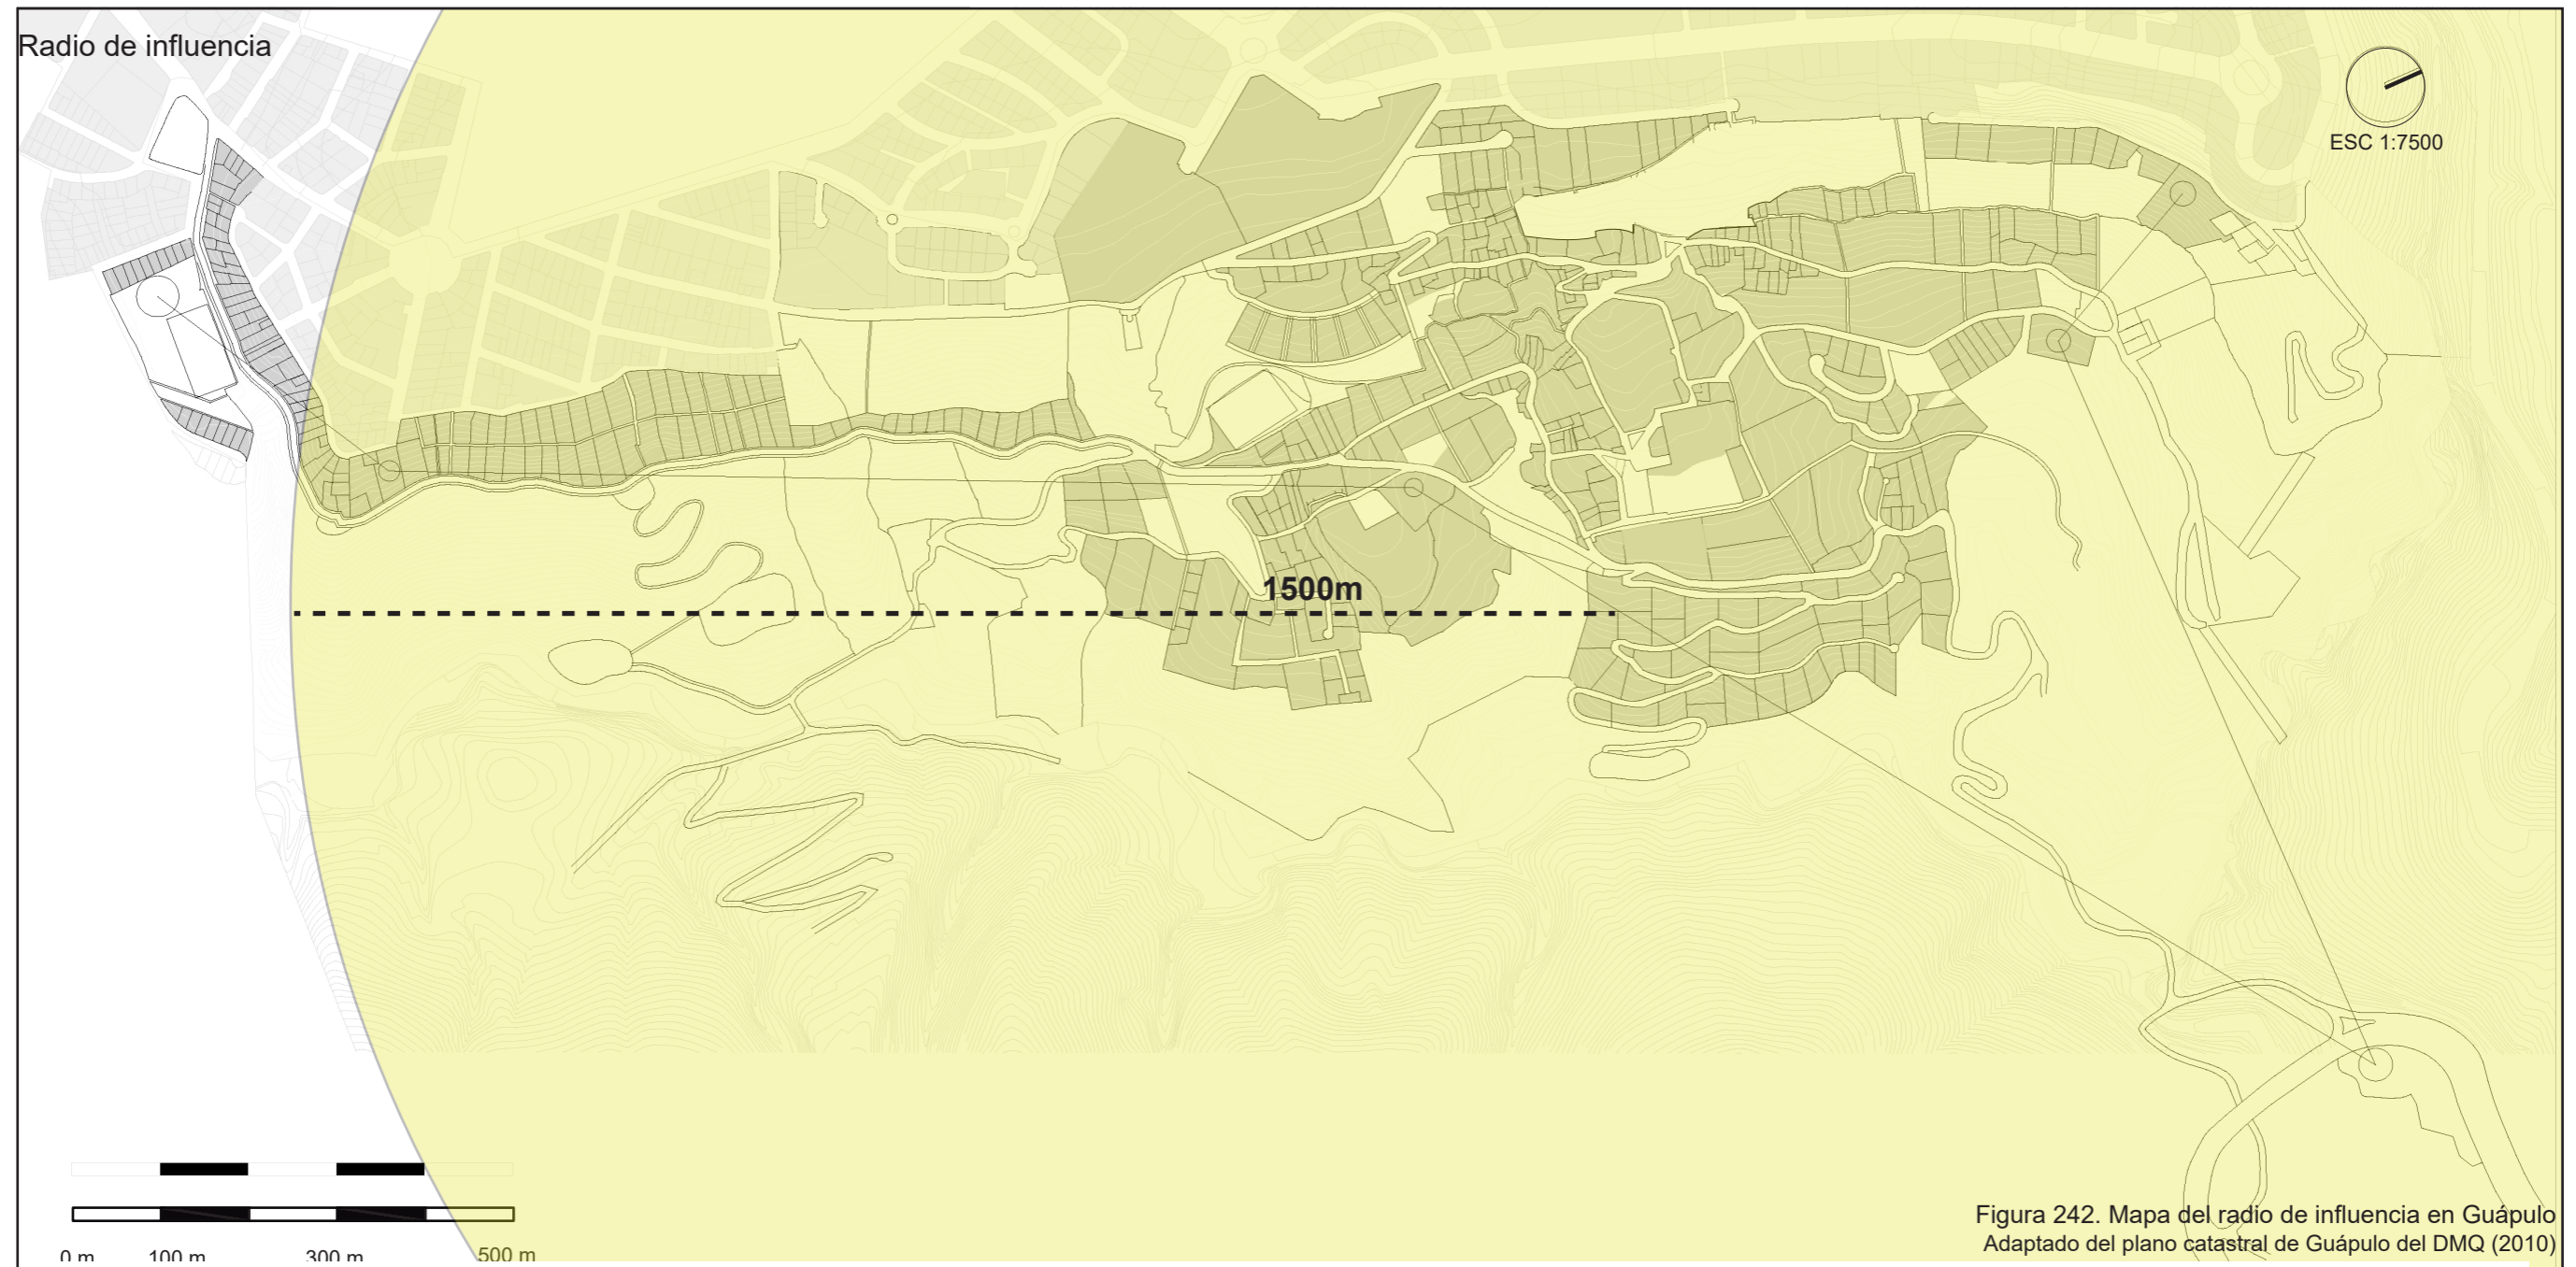 Radio de influencia
ESC 1:7500
1500m
0 m 100 m 300 m 500 m
Figura 242. Mapa del radio de influencia en Guápulo
Adaptado del plano catastral de Guápulo del DMQ (2010)